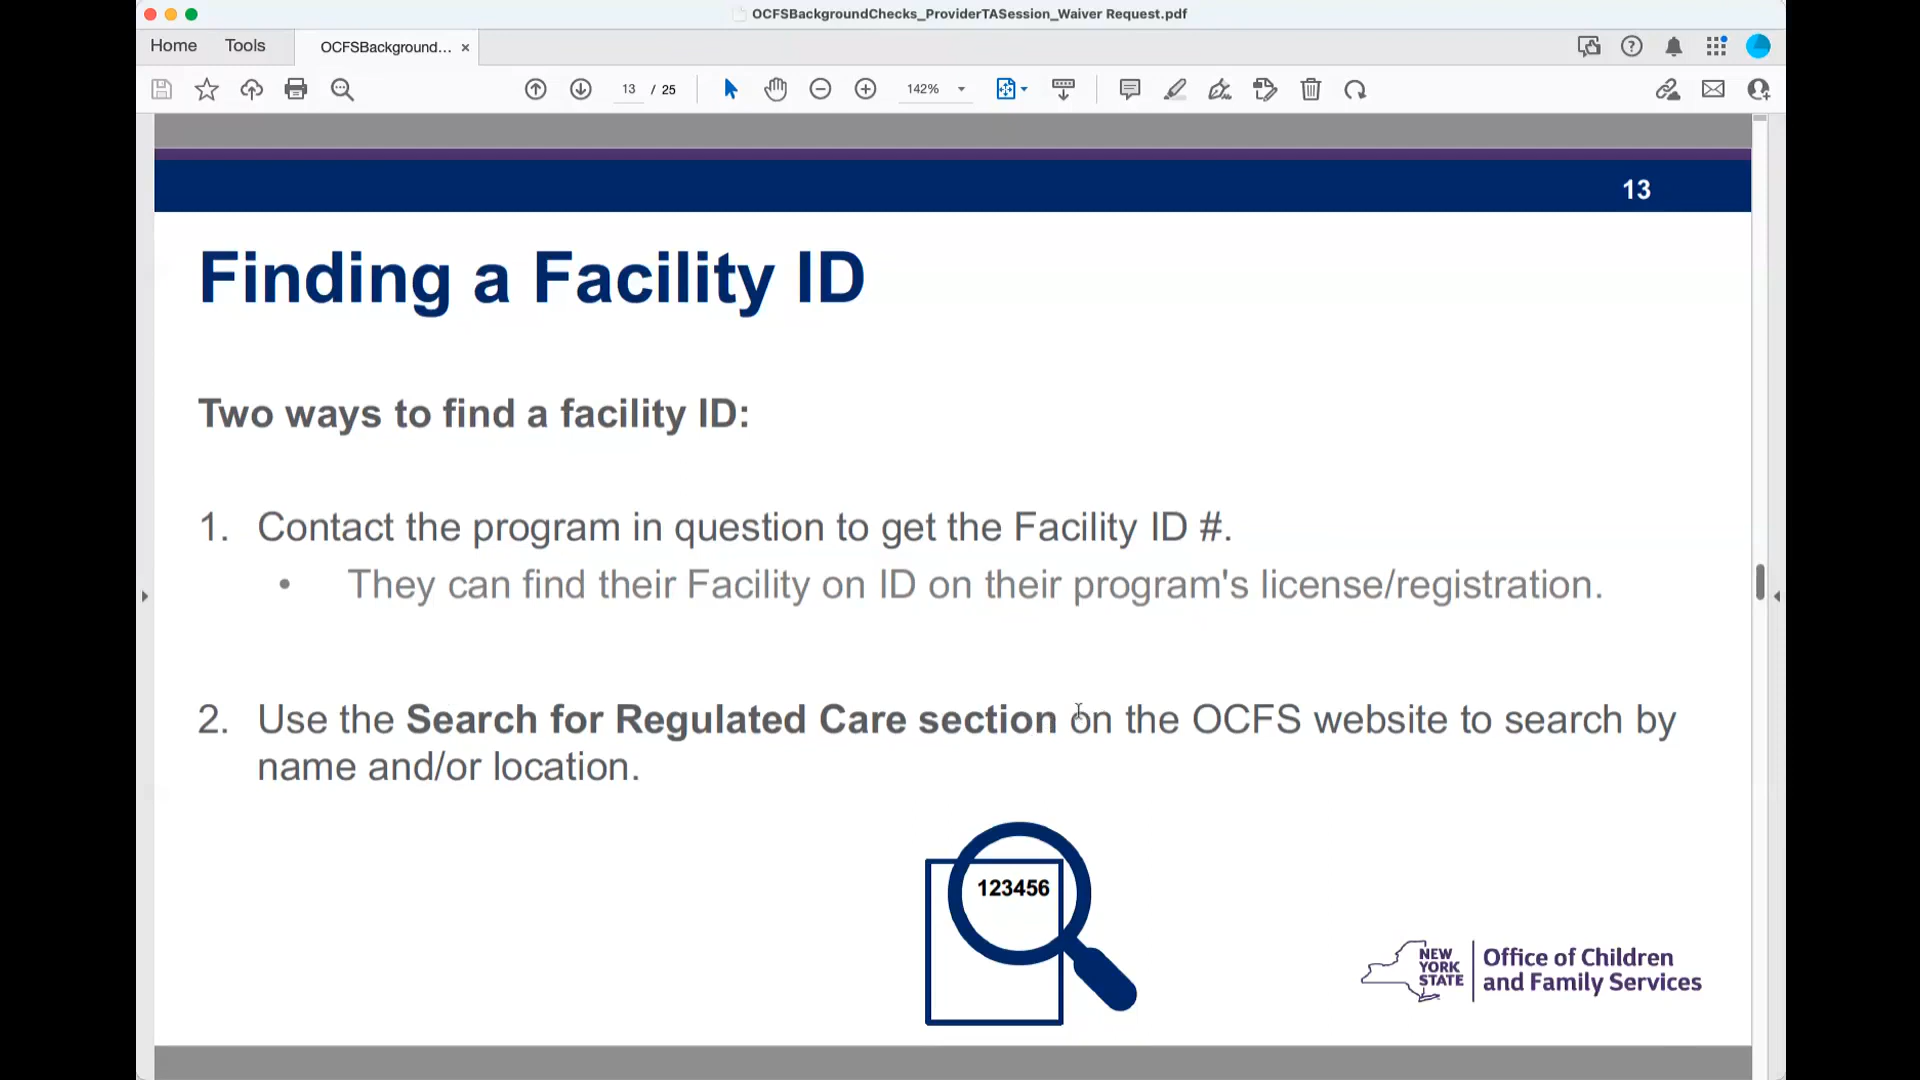 OCFSBackgroundChecks_ProviderTASession_Waiver Request.pdf
Home Tools OCFSBackground... ×
13 / 25 142%
13
Finding a Facility ID
Two ways to find a facility ID:
1. Contact the program in question to get the Facility ID #.
• They can find their Facility on ID on their program's license/registration.
2. Use the Search for Regulated Care section on the OCFS website to search by
name and/or location.
123456
NEW
YORK
STATE
Office of Children
and Family Services